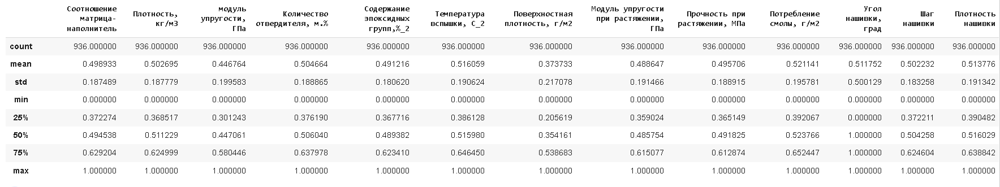 Соотношение матрица-наполнитель Плотность, кг/м3 модуль упругости, ГПа Количество отвердителя, м.% Содержание эпоксидных групп,%_2 Температура вспышки, С_2 Поверхностная плотность, г/м2 Модуль упругости при растяжении, ГПа Прочность при растяжении, МПа Потребление смолы, г/м2 Угол нашивки, град Шаг нашивки Плотность нашивки
count 936.000000 936.000000 936.000000 936.000000 936.000000 936.000000 936.000000 936.000000 936.000000 936.000000 936.000000 936.000000 936.000000
mean 0.498933 0.502695 0.446764 0.504664 0.491216 0.516059 0.373733 0.488647 0.495706 0.521141 0.511752 0.502232 0.513776
std 0.187489 0.187779 0.199583 0.188865 0.180620 0.190624 0.217078 0.191466 0.188915 0.195781 0.500129 0.183258 0.191342
min 0.000000 0.000000 0.000000 0.000000 0.000000 0.000000 0.000000 0.000000 0.000000 0.000000 0.000000 0.000000 0.000000
25% 0.372274 0.368517 0.301243 0.376190 0.367716 0.386128 0.205619 0.359024 0.365149 0.392067 0.000000 0.372211 0.390482
50% 0.494538 0.511229 0.447061 0.506040 0.489382 0.515980 0.354161 0.485754 0.491825 0.523766 1.000000 0.504258 0.516029
75% 0.629204 0.624999 0.580446 0.637978 0.623410 0.646450 0.538683 0.615077 0.612874 0.652447 1.000000 0.624604 0.638842
max 1.000000 1.000000 1.000000 1.000000 1.000000 1.000000 1.000000 1.000000 1.000000 1.000000 1.000000 1.000000 1.000000